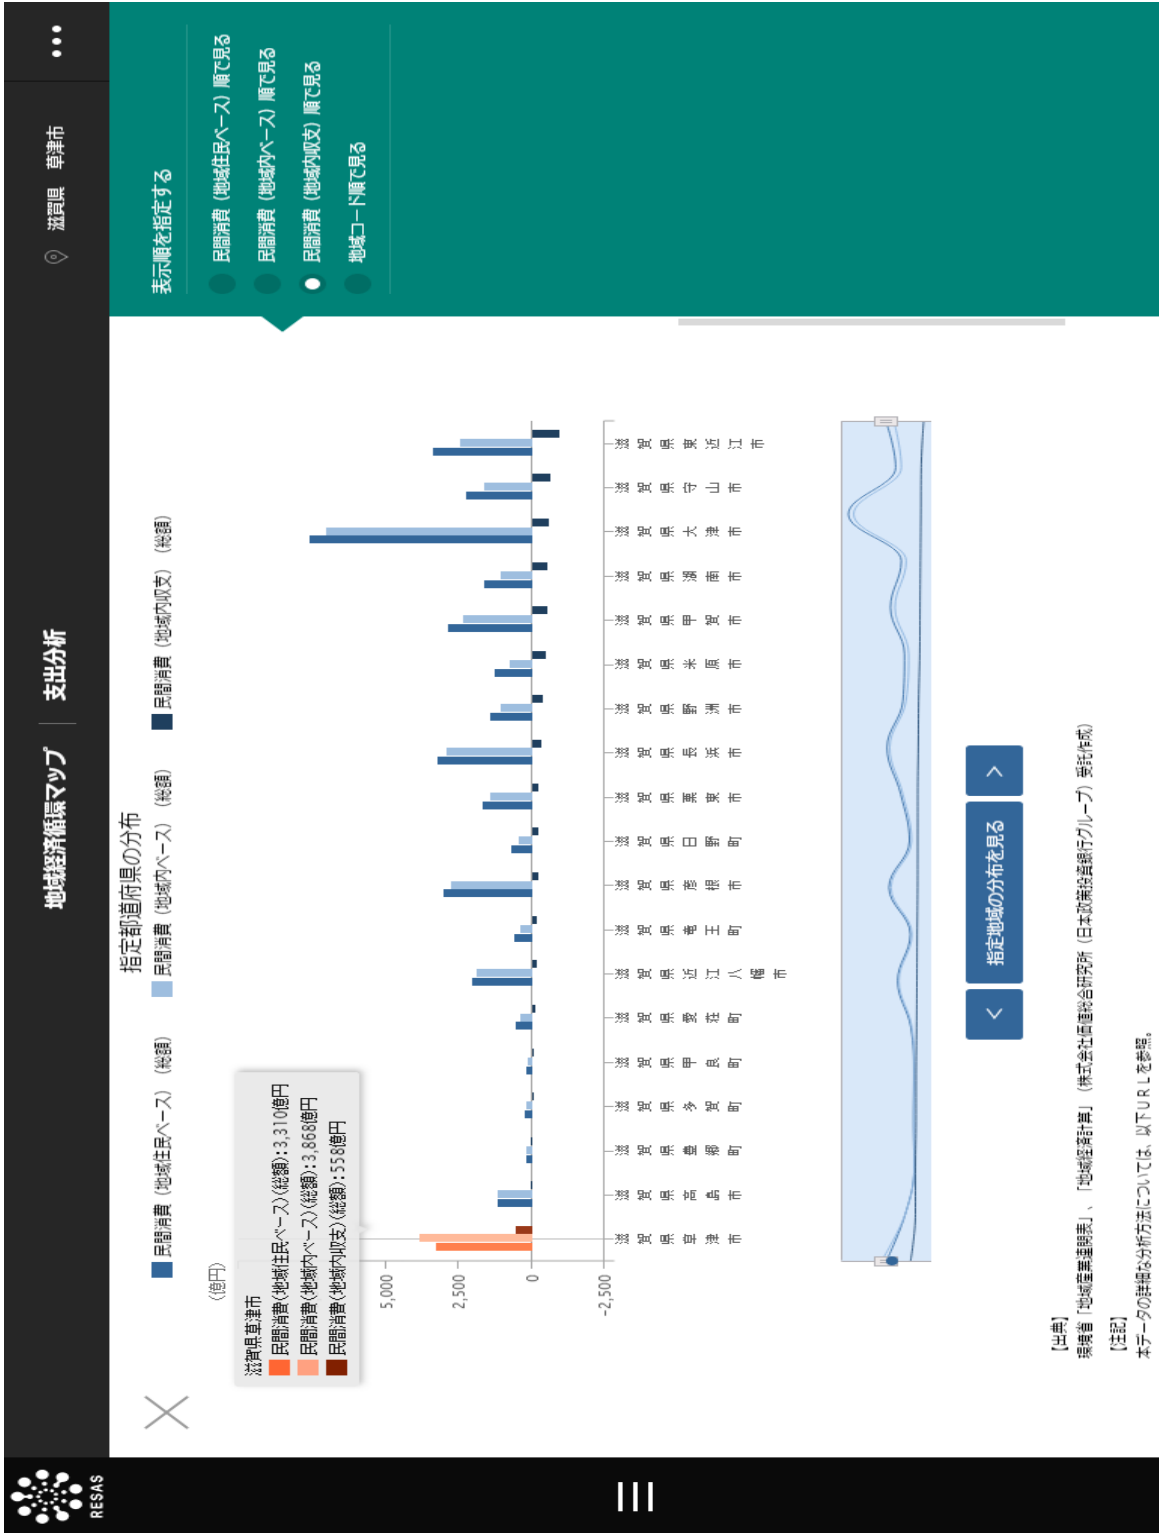 RESAS
地域経済循環マップ
支出分析
滋賀県 草津市
指定都道府県の分布
民間消費(地域住民ベース)(総額)
民間消費(地域内ベース)(総額)
民間消費(地域内収支)(総額)
(億円)
滋賀県草津市
民間消費(地域住民ベース)(総額):3,310億円
民間消費(地域内ベース)(総額):3,868億円
民間消費(地域内収支)(総額):558億円
5,000
2,500
0
-2,500
滋賀県草津市
滋賀県高島市
滋賀県豊郷町
滋賀県多賀町
滋賀県甲良町
滋賀県愛荘町
滋賀県近江八幡市
滋賀県竜王町
滋賀県彦根市
滋賀県日野町
滋賀県栗東市
滋賀県長浜市
滋賀県野洲市
滋賀県米原市
滋賀県甲賀市
滋賀県湖南市
滋賀県大津市
滋賀県守山市
滋賀県東近江市
指定地域の分布を見る
【出典】
環境省「地域産業連関表」、「地域経済計算」(株式会社価値総合研究所(日本政策投資銀行グループ)受託作成)
【注記】
本データの詳細な分析方法については、以下URLを参照。
表示順を指定する
民間消費(地域住民ベース)順で見る
民間消費(地域内ベース)順で見る
民間消費(地域内収支)順で見る
地域コード順で見る